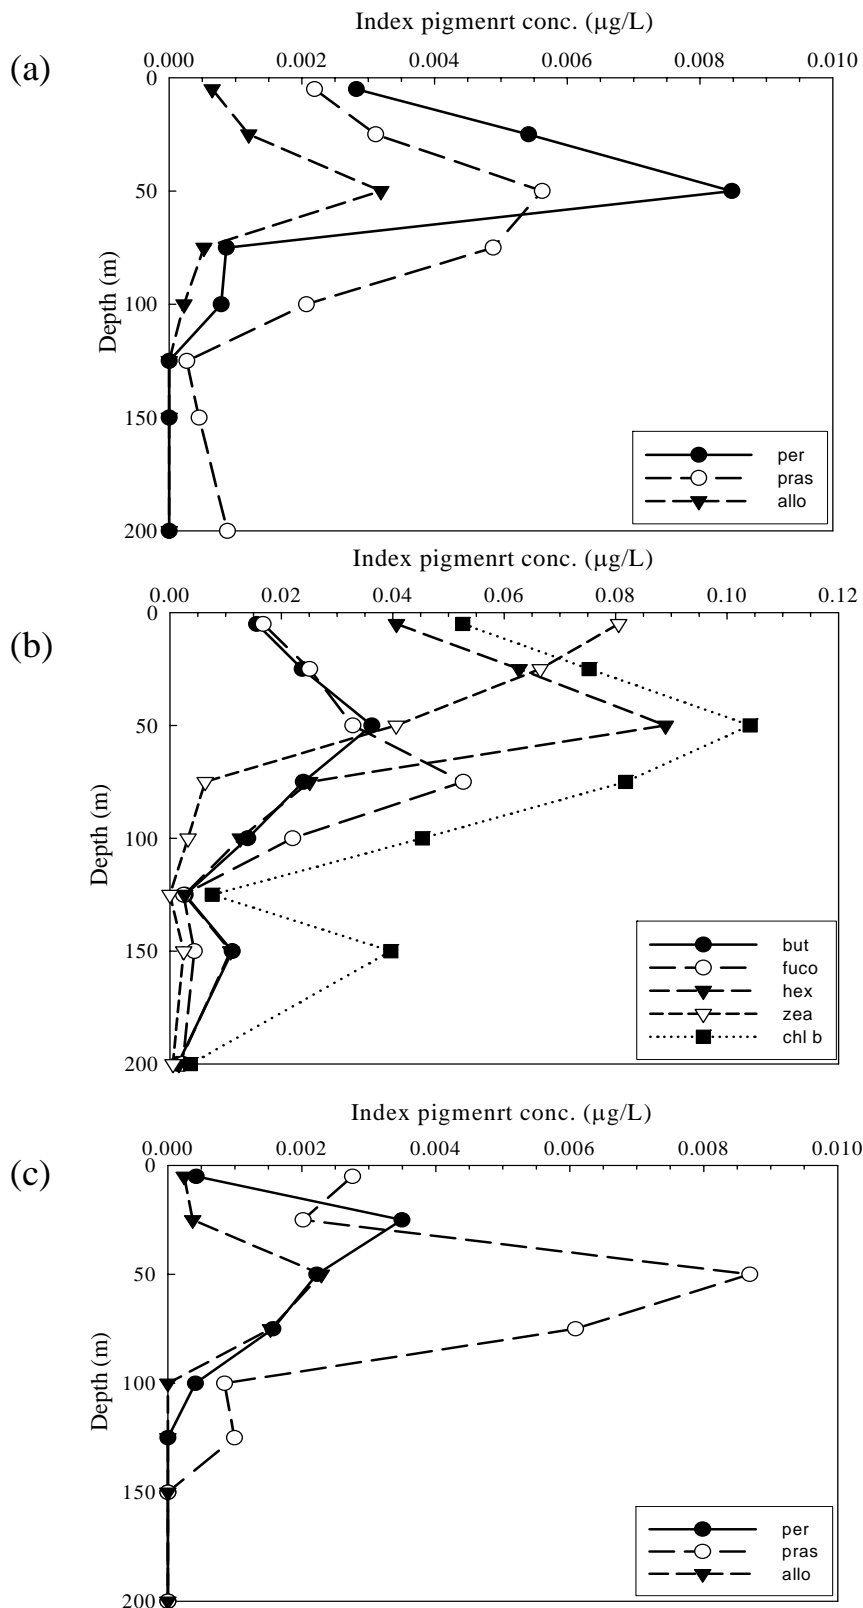 Index pigmenrt conc. (μg/L)
0.000 0.002 0.004 0.006 0.008 0.010
(a)
0
50
100
150
200
Depth (m)
per
pras
allo
Index pigmenrt conc. (μg/L)
0.00 0.02 0.04 0.06 0.08 0.10 0.12
(b)
0
50
100
150
200
Depth (m)
but
fuco
hex
zea
chl b
Index pigmenrt conc. (μg/L)
0.000 0.002 0.004 0.006 0.008 0.010
(c)
0
50
100
150
200
Depth (m)
per
pras
allo